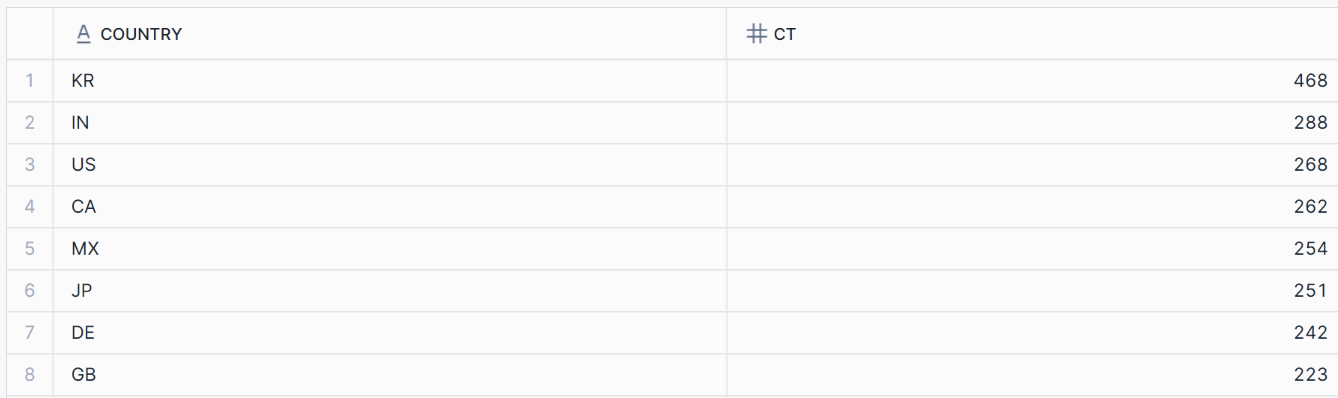 A COUNTRY # CT
1 KR 468
2 IN 288
3 US 268
4 CA 262
5 MX 254
6 JP 251
7 DE 242
8 GB 223